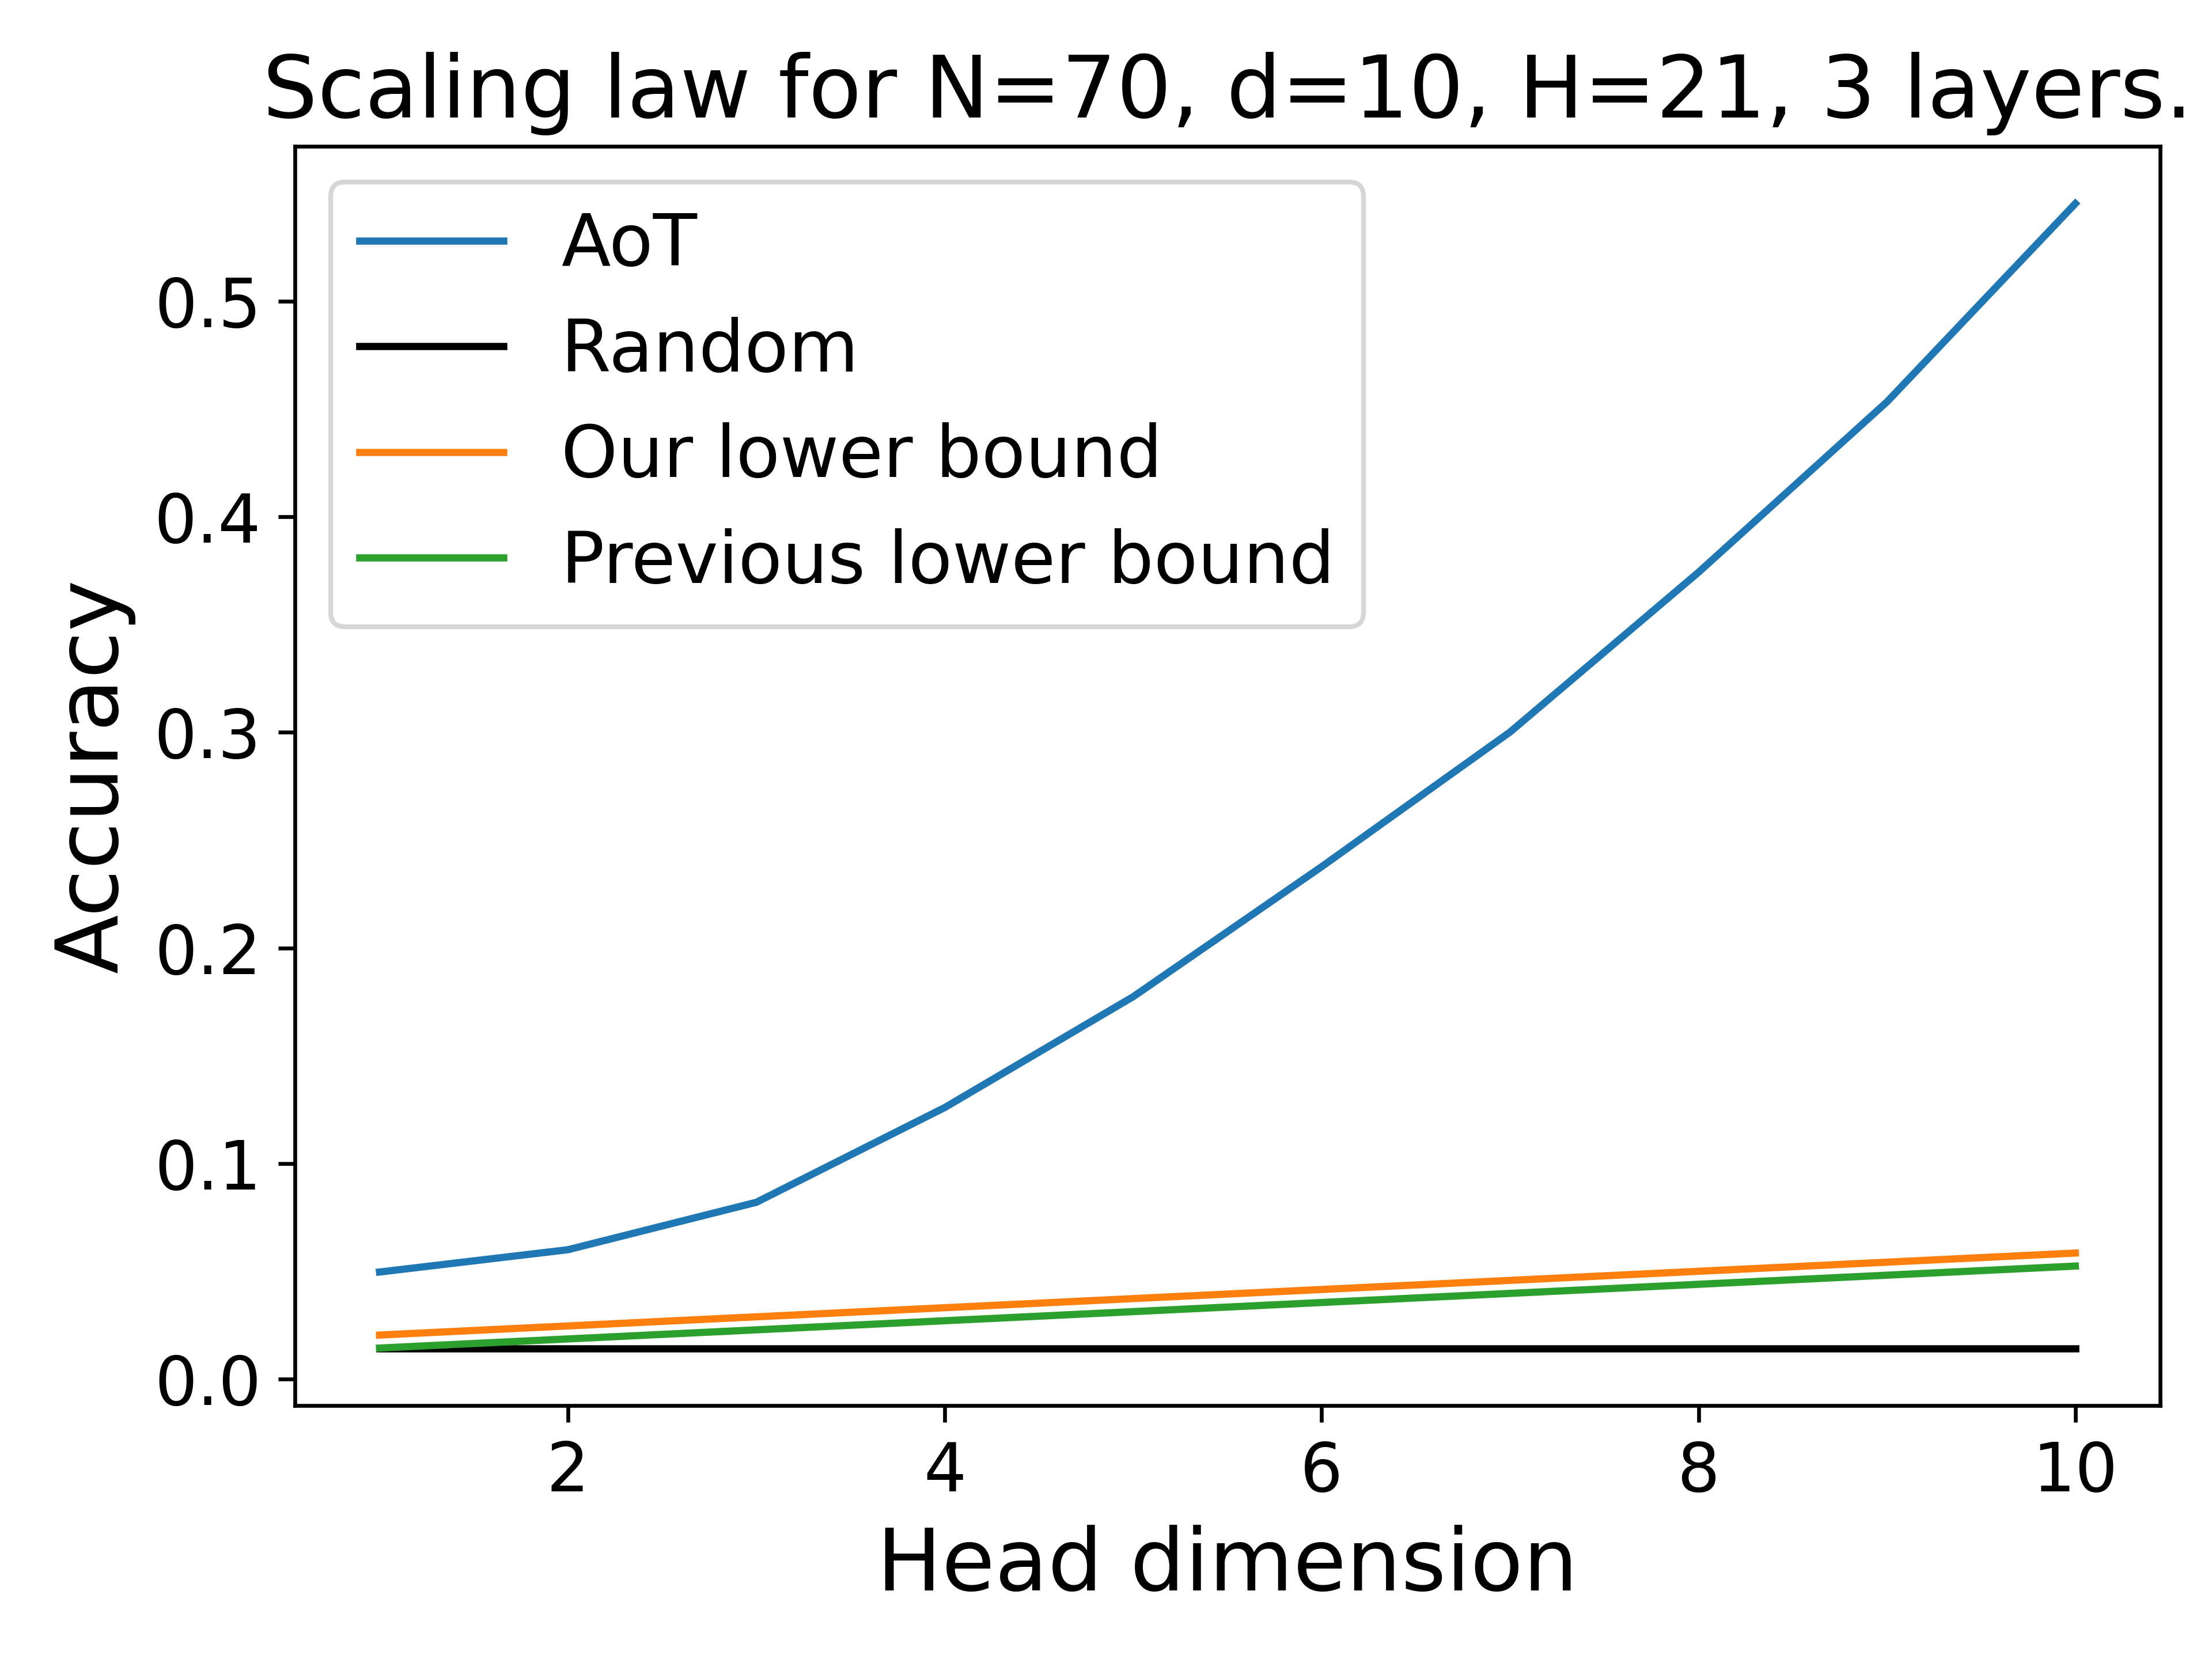 Scaling law for N=70, d=10, H=21, 3 layers.
AoT
Random
Our lower bound
Previous lower bound
Accuracy
0.5
0.4
0.3
0.2
0.1
0.0
2 4 6 8 10
Head dimension